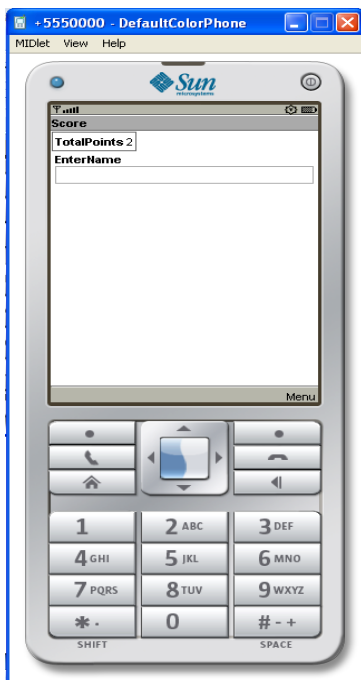 +5550000 - DefaultColorPhone
MIDlet View Help
Sun
microsystems
Score
TotalPoints 2
EnterName
Menu
1 2 ABC 3 DEF
4 GHI 5 JKL 6 MNO
7 PQRS 8 TUV 9 WXYZ
* . 0 # - +
SHIFT SPACE